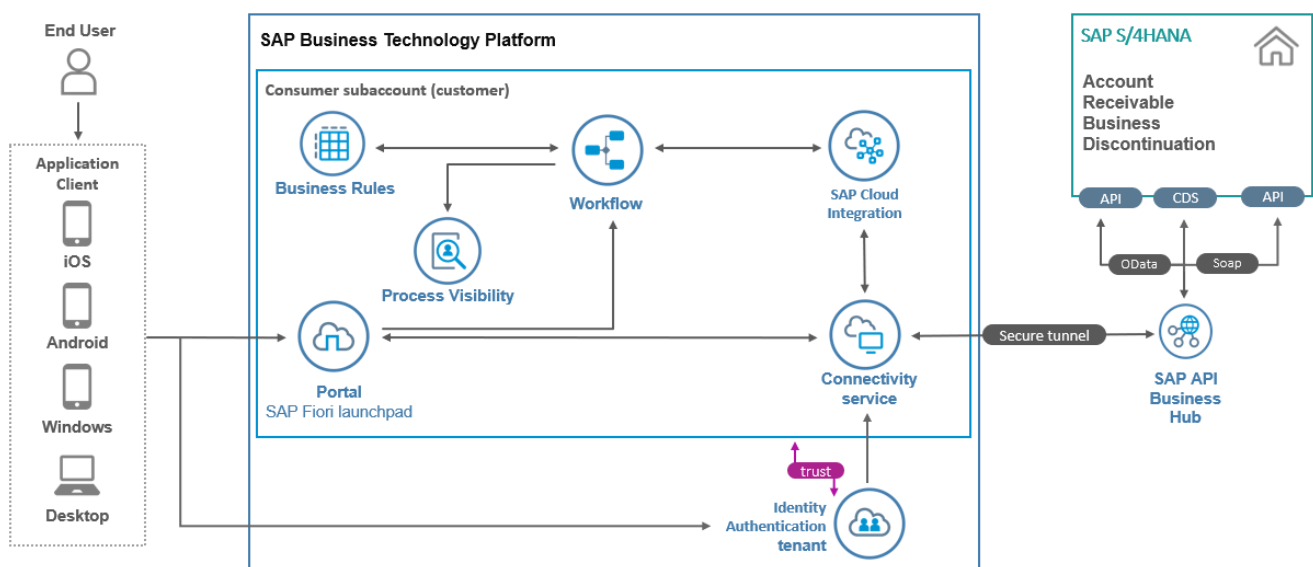 End User
Application
Client
iOS
Android
Windows
Desktop
SAP Business Technology Platform
Consumer subaccount (customer)
Business Rules
Workflow
SAP Cloud
Integration
Process Visibility
Portal
SAP Fiori launchpad
Connectivity
service
trust
Identity
Authentication
tenant
Secure tunnel
SAP S/4HANA
Account
Receivable
Business
Discontinuation
API
CDS
API
OData
Soap
SAP API
Business
Hub